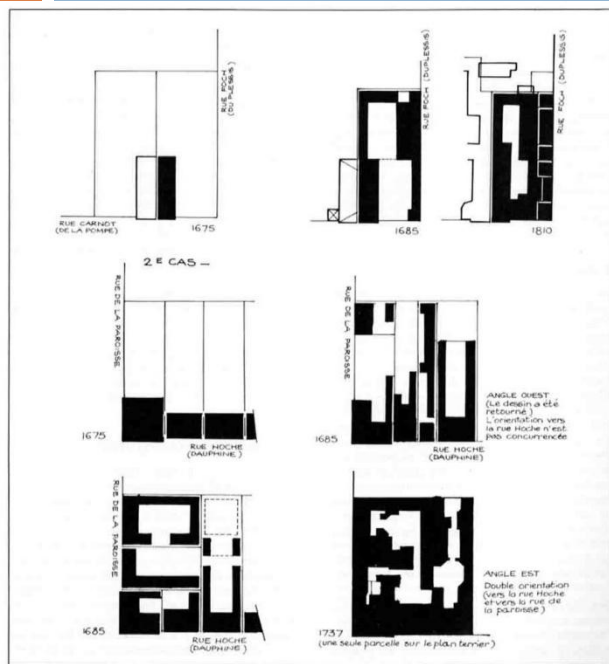 RUE FOCH
(DUPLESSIS)
RUE CARNOT
(DE LA POMPE)
1675
RUE FOCH (DUPLESSIS)
1685
RUE FOCH (DUPLESSIS)
1810
2E CAS —
RUE DE LA PAROISSE
1675
RUE HOCHE
(DAUPHINE)
RUE DE LA PAROISSE
1685
RUE HOCHE
(DAUPHINE)
ANGLE OUEST
(Le dessin a été
retourné)
L'orientation vers
la rue Hoche n'est
pas concurrencée
RUE DE LA PAROISSE
1685
RUE HOCHE
(DAUPHINE)
1737
(une seule parcelle sur le plan terrier)
ANGLE EST
Double orientation
(vers la rue Hoche
et vers la rue de
la paroisse)